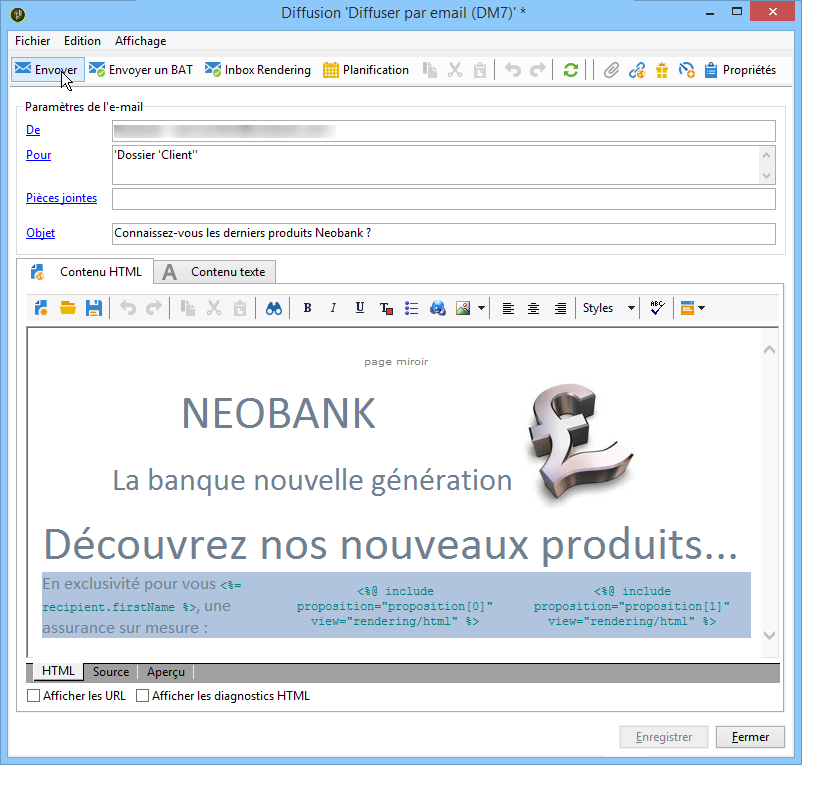 Diffusion 'Diffuser par email (DM7)' *
Fichier Edition Affichage
Envoyer Envoyer un BAT Inbox Rendering Planification Propriétés
Paramètres de l'e-mail
De
Pour 'Dossier 'Client''
Pièces jointes
Objet Connaissez-vous les derniers produits Neobank ?
Contenu HTML A Contenu texte
B I U T Styles ABC
page miroir
NEOBANK
La banque nouvelle génération
Découvrez nos nouveaux produits...
En exclusivité pour vous <%=
recipient.firstName %>, une
assurance sur mesure :
<%@ include
proposition="proposition[0]"
view="rendering/html" %>
<%@ include
proposition="proposition[1]"
view="rendering/html" %>
HTML Source Aperçu
Afficher les URL Afficher les diagnostics HTML
Enregistrer Fermer